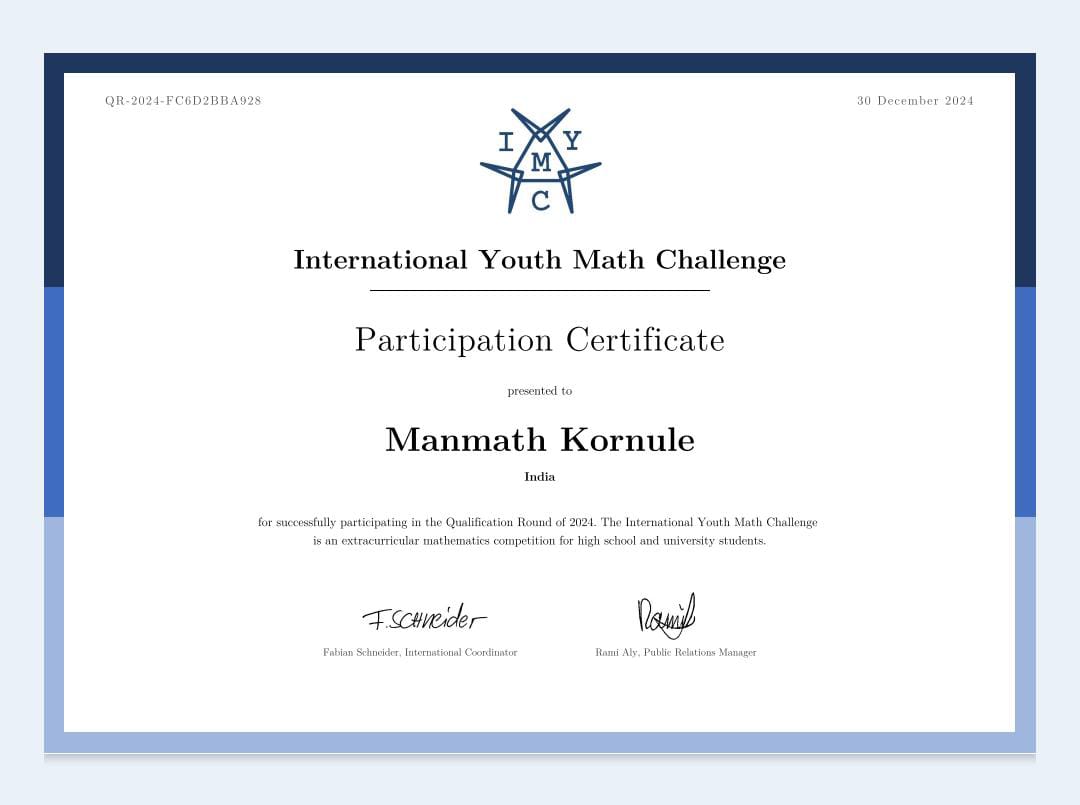 QR-2024-FC6D2BBA928
30 December 2024
I Y
M
C
International Youth Math Challenge
Participation Certificate
presented to
Manmath Kornule
India
for successfully participating in the Qualification Round of 2024. The International Youth Math Challenge
is an extracurricular mathematics competition for high school and university students.
F. SCHNeider
Rami
Fabian Schneider, International Coordinator
Rami Aly, Public Relations Manager